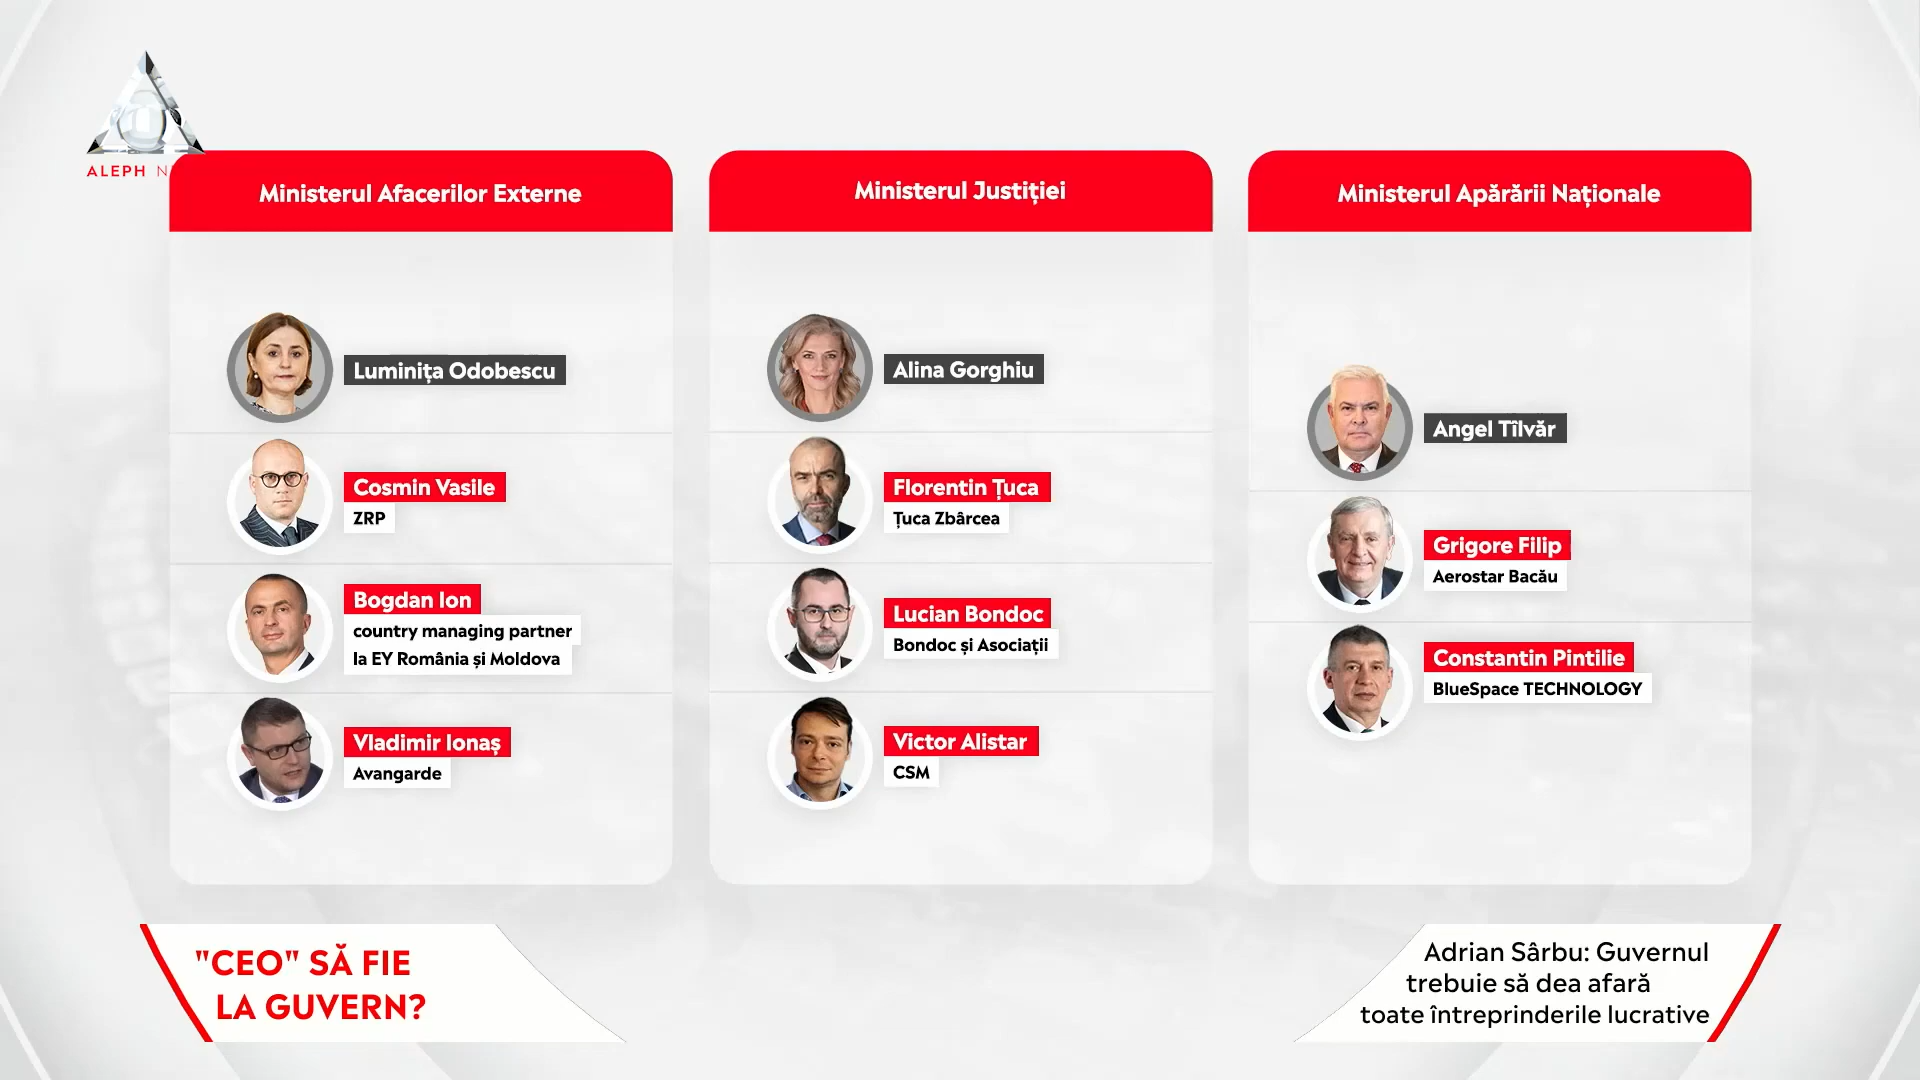 ALEPH N
Ministerul Afacerilor Externe
Luminița Odobescu
Cosmin Vasile
ZRP
Bogdan Ion
country managing partner
la EY România și Moldova
Vladimir Ionaș
Avangarde
Ministerul Justiției
Alina Gorghiu
Florentin Țuca
Țuca Zbârcea
Lucian Bondoc
Bondoc și Asociații
Victor Alistar
CSM
Ministerul Apărării Naționale
Angel Tîlvăr
Grigore Filip
Aerostar Bacău
Constantin Pintilie
BlueSpace TECHNOLOGY
"CEO" SĂ FIE
LA GUVERN?
Adrian Sârbu: Guvernul
trebuie să dea afară
toate întreprinderile lucrative